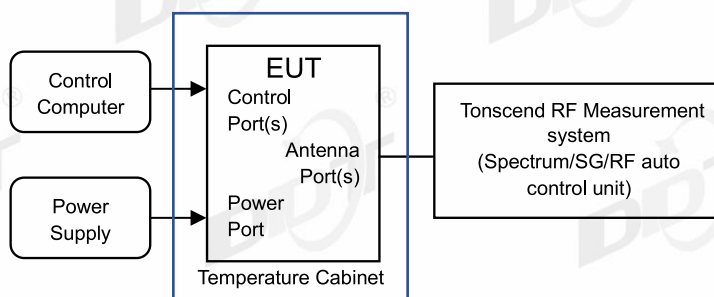 Control
Computer
Power
Supply
EUT
Control
Port(s)
Antenna
Port(s)
Power
Port
Temperature Cabinet
Tonscend RF Measurement
system
(Spectrum/SG/RF auto
control unit)